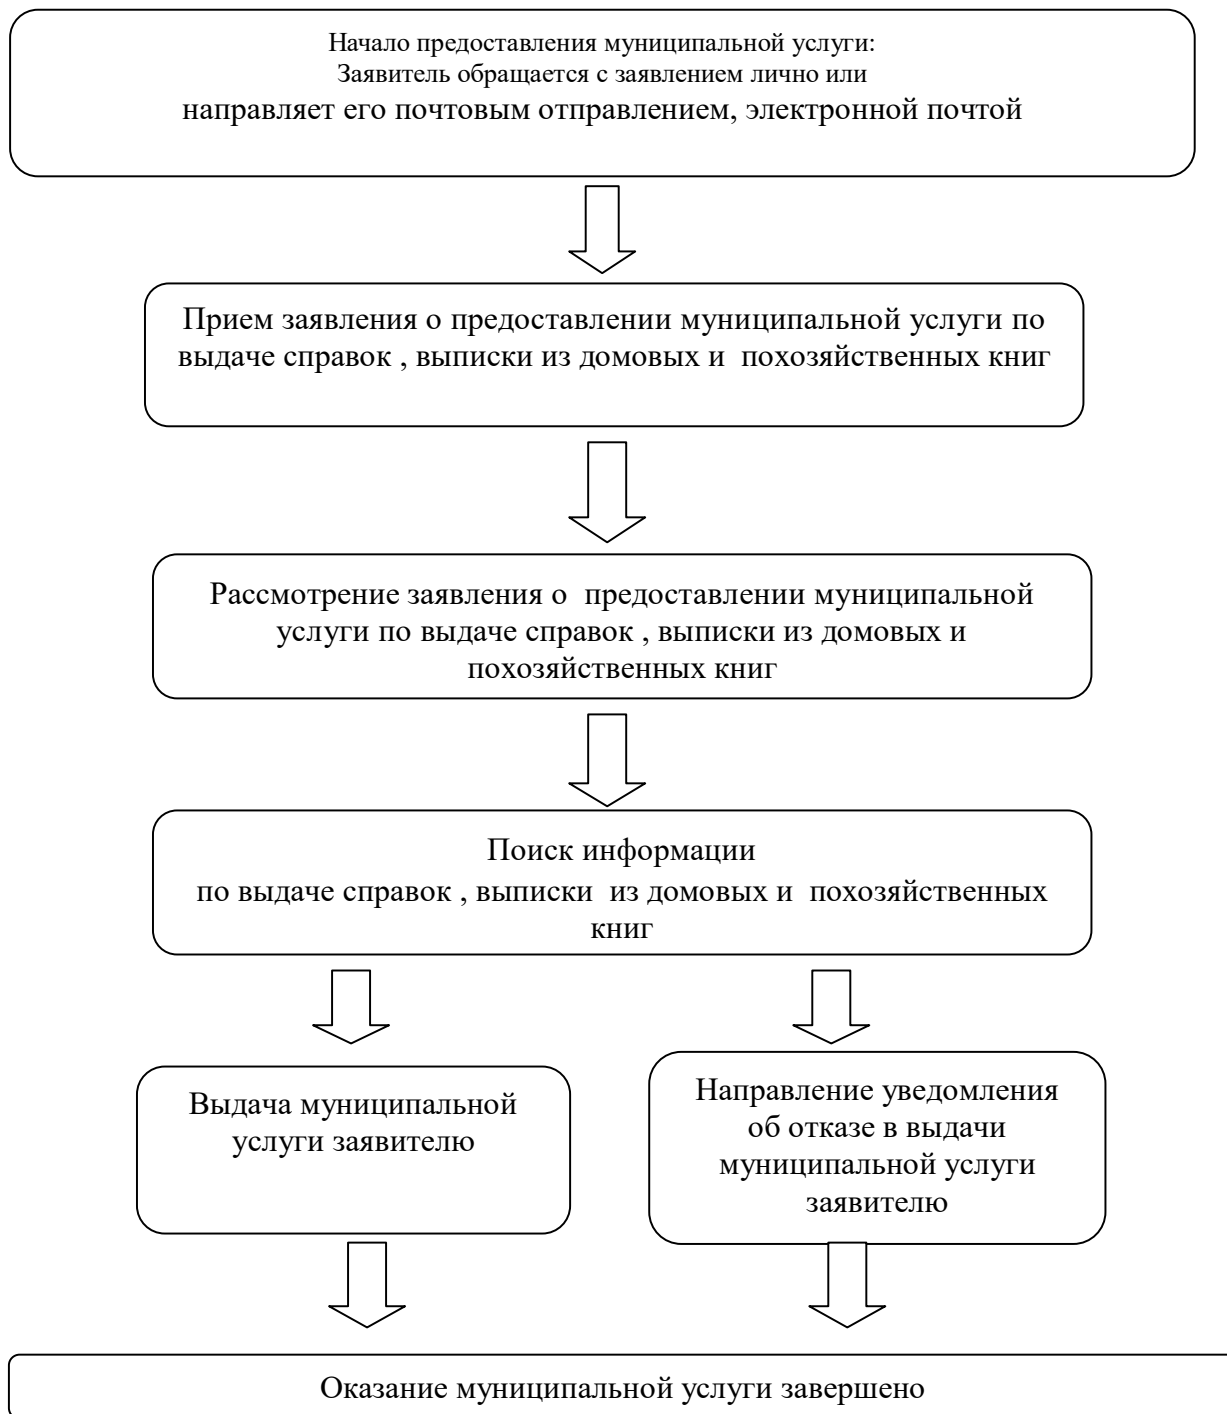 Начало предоставления муниципальной услуги:
Заявитель обращается с заявлением лично или
направляет его почтовым отправлением, электронной почтой
Прием заявления о предоставлении муниципальной услуги по
выдаче справок , выписки из домовых и похозяйственных книг
Рассмотрение заявления о предоставлении муниципальной
услуги по выдаче справок , выписки из домовых и
похозяйственных книг
Поиск информации
по выдаче справок , выписки из домовых и похозяйственных
книг
Выдача муниципальной
услуги заявителю
Направление уведомления
об отказе в выдачи
муниципальной услуги
заявителю
Оказание муниципальной услуги завершено